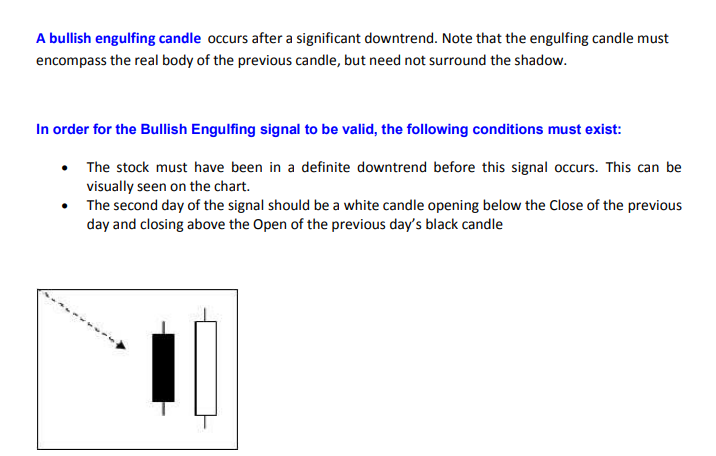 A bullish engulfing candle occurs after a significant downtrend. Note that the engulfing candle must
encompass the real body of the previous candle, but need not surround the shadow.
In order for the Bullish Engulfing signal to be valid, the following conditions must exist:
• The stock must have been in a definite downtrend before this signal occurs. This can be
visually seen on the chart.
• The second day of the signal should be a white candle opening below the Close of the previous
day and closing above the Open of the previous day’s black candle